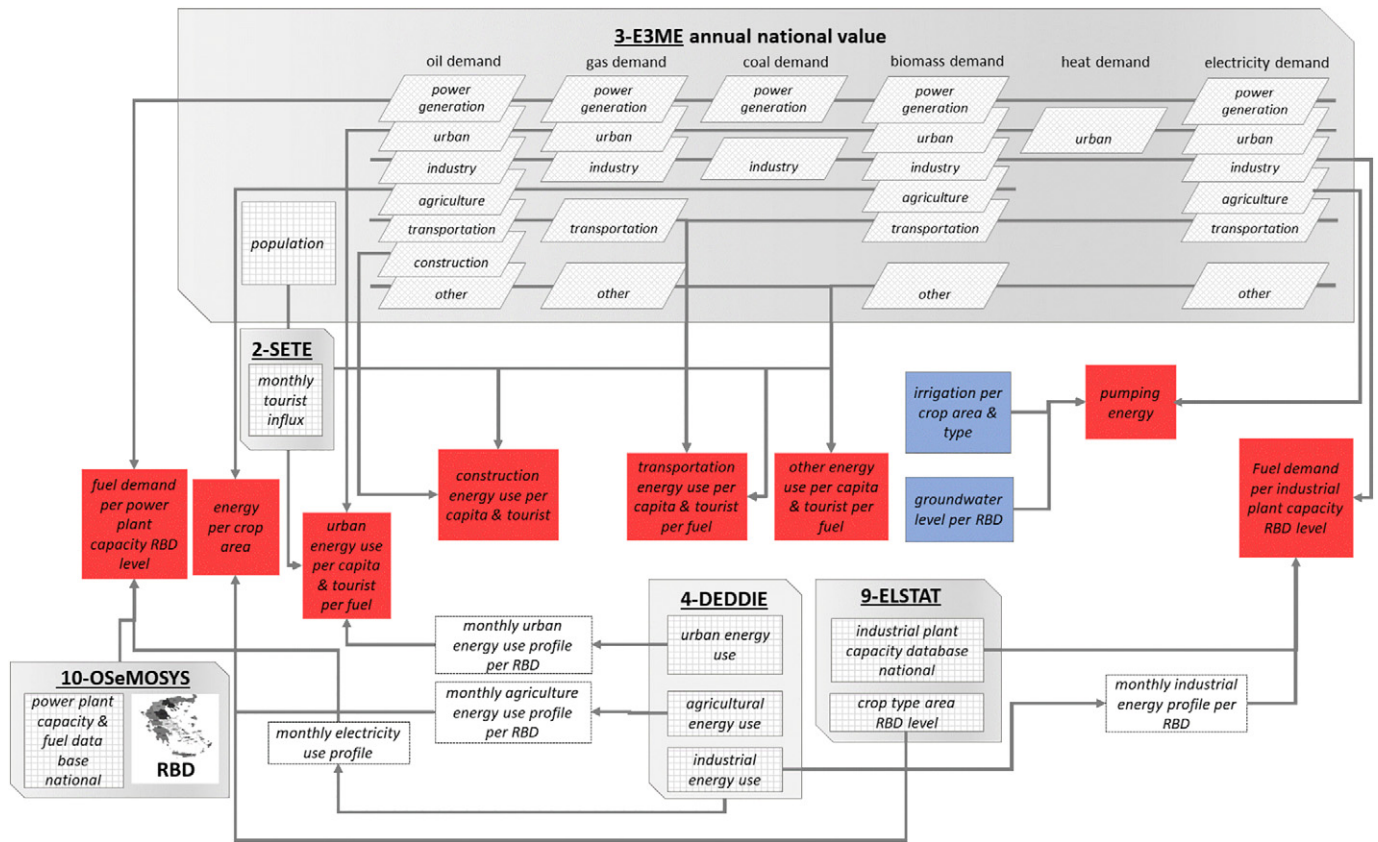 3-E3ME annual national value
oil demand
gas demand
coal demand
biomass demand
heat demand
electricity demand
power
generation
urban
industry
agriculture
transportation
construction
other
power
generation
urban
industry
transportation
other
power
generation
industry
power
generation
urban
industry
agriculture
transportation
other
urban
power
generation
urban
industry
agriculture
transportation
other
population
2-SETE
monthly
tourist
influx
irrigation per
crop area &
type
pumping
energy
fuel demand
per power
plant
capacity RBD
level
energy
per crop
area
urban
energy use
per capita
& tourist
per fuel
construction
energy use per
capita & tourist
transportation
energy use per
capita & tourist
per fuel
other energy
use per capita
& tourist per
fuel
groundwater
level per RBD
Fuel demand
per industrial
plant capacity
RBD level
4-DEDDIE
urban energy
use
agricultural
energy use
industrial
energy use
9-ELSTAT
industrial plant
capacity database
national
crop type area
RBD level
monthly urban
energy use profile
per RBD
monthly agriculture
energy use profile
per RBD
monthly electricity
use profile
monthly industrial
energy profile per
RBD
10-OSeMOSYS
power plant
capacity &
fuel data
base
national
RBD